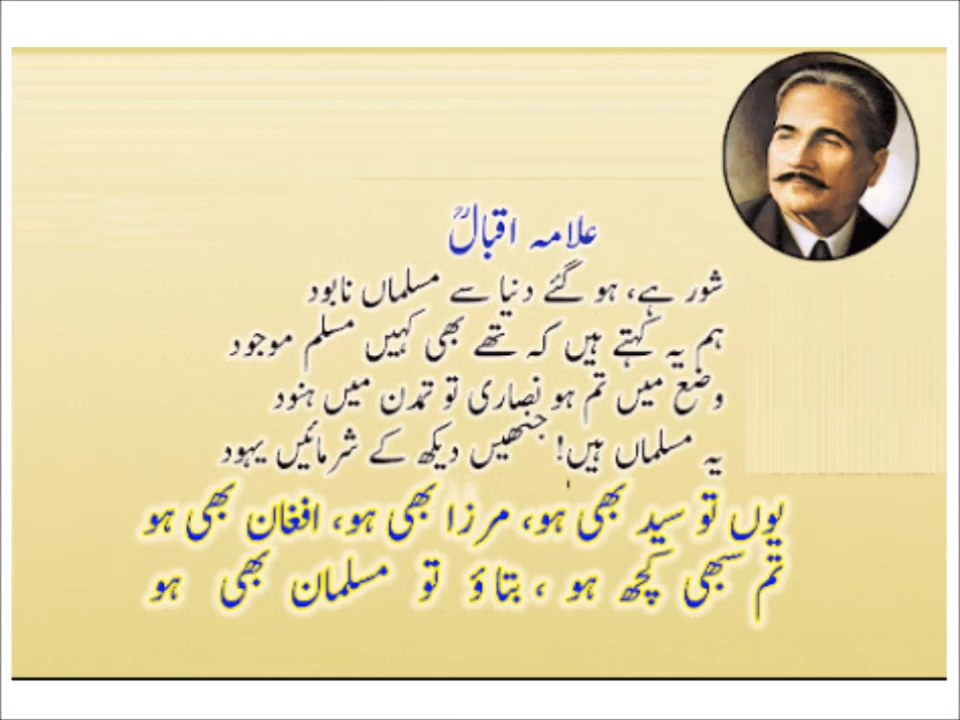 علامہ اقبالؒ
شور ہے، ہو گئے دنیا سے مسلماں نابود
ہم یہ کہتے ہیں کہ تھے بھی کہیں مسلم موجود
وضع میں تم ہو نصاری تو تمدن میں ہنود
یہ مسلماں ہیں! جنھیں دیکھ کے شرمائیں یہود
یوں تو سید بھی ہو، مرزا بھی ہو، افغان بھی ہو
تم سبھی کچھ ہو ، بتاؤ تو مسلمان بھی ہو